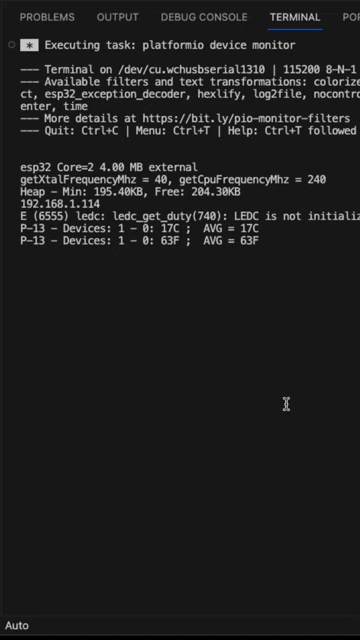 PROBLEMS OUTPUT DEBUG CONSOLE TERMINAL
* Executing task: platformio device monitor
--- Terminal on /dev/cu.wchusbserial1310 | 115200 8-N-1
--- Available filters and text transformations: coloriz
ct, esp32_exception_decoder, hexlify, log2file, nocontro
enter, time
--- More details at https://bit.ly/pio-monitor-filters
--- Quit: Ctrl+C | Menu: Ctrl+T | Help: Ctrl+T followed
esp32 Core=2 4.00 MB external
getXtalFrequencyMhz = 40, getCpuFrequencyMhz = 240
Heap - Min: 195.40KB, Free: 204.30KB
192.168.1.114
E (6555) ledc: ledc_get_duty(740): LEDC is not initializ
P-13 - Devices: 1 - 0: 17C ;  AVG = 17C
P-13 - Devices: 1 - 0: 63F ;  AVG = 63F
Auto